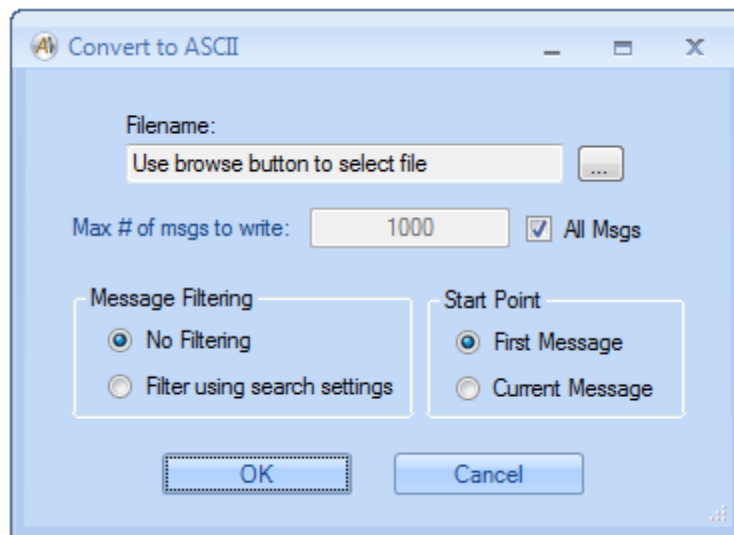 Convert to ASCII
Filename:
Use browse button to select file
...
Max # of msgs to write:
1000
All Msgs
Message Filtering
No Filtering
Filter using search settings
Start Point
First Message
Current Message
OK
Cancel